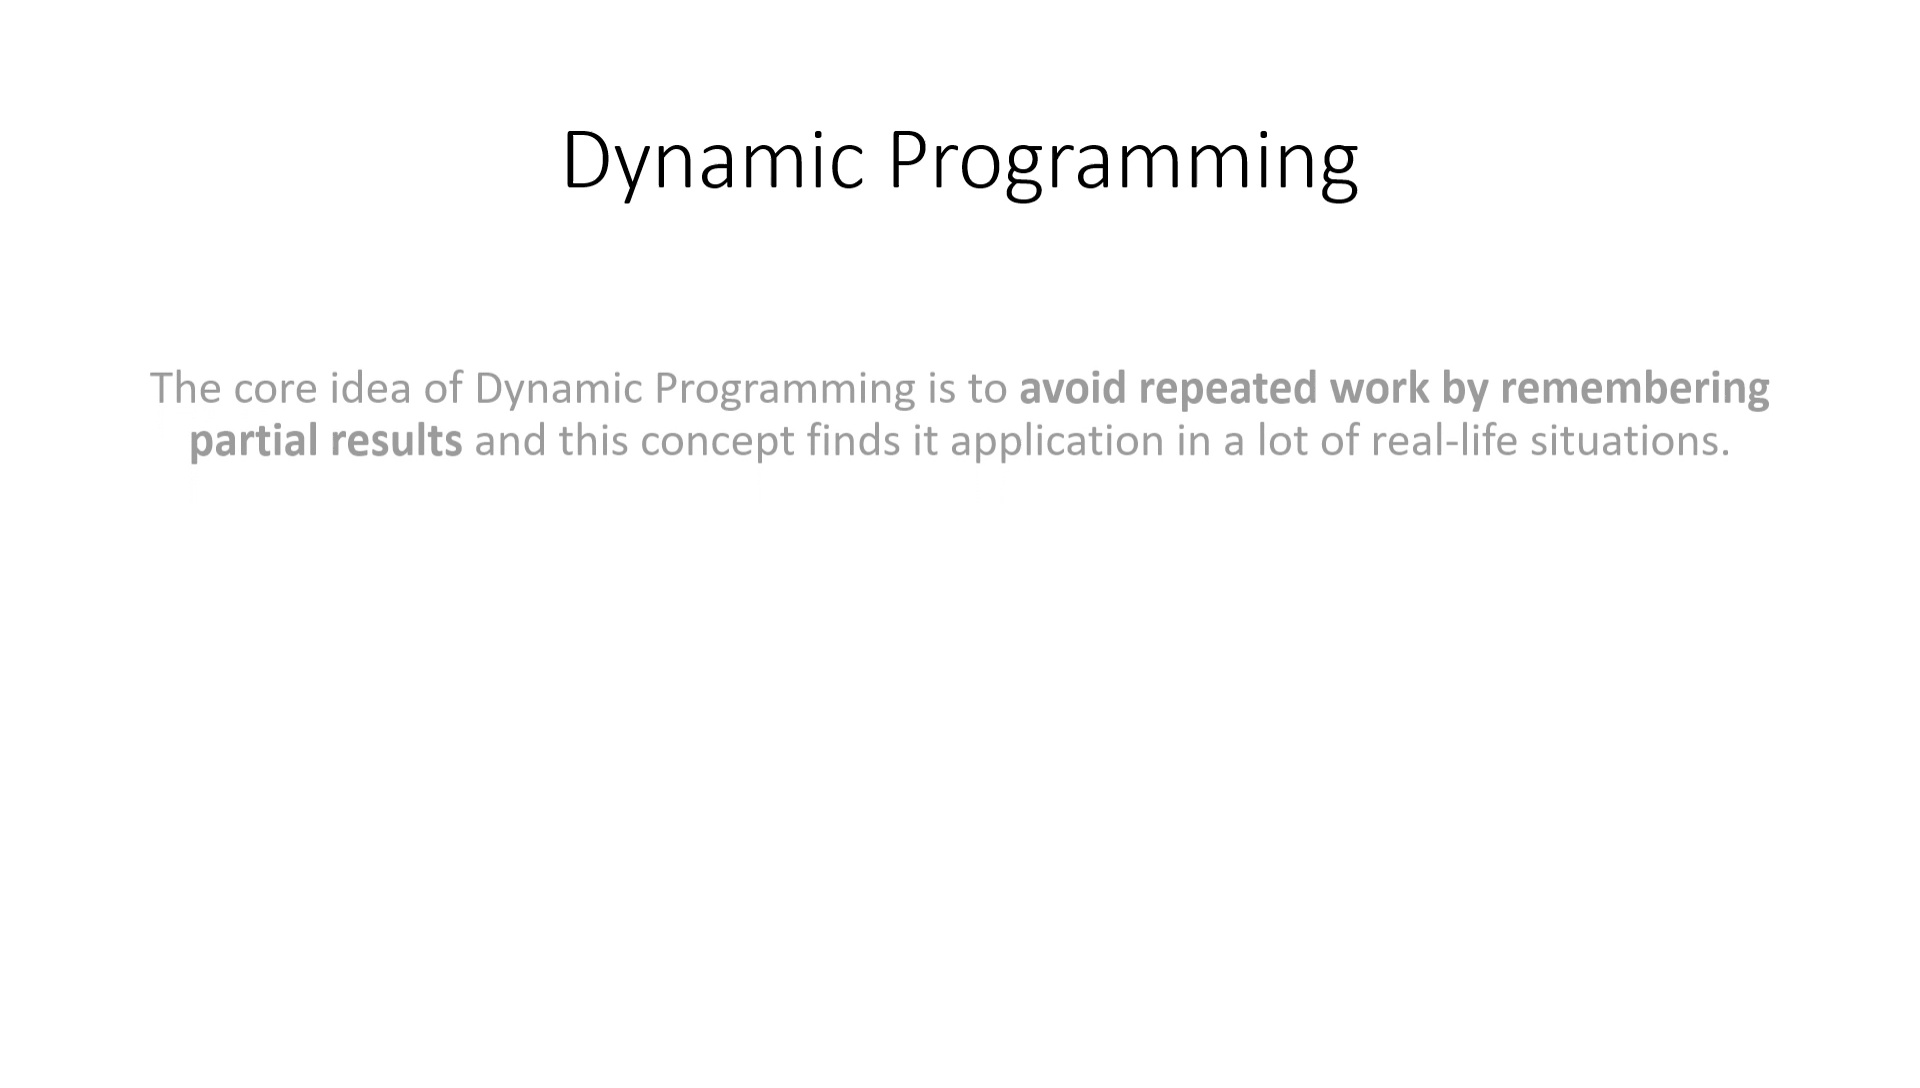 Dynamic Programming
The core idea of Dynamic Programming is to avoid repeated work by remembering
partial results and this concept finds it application in a lot of real-life situations.